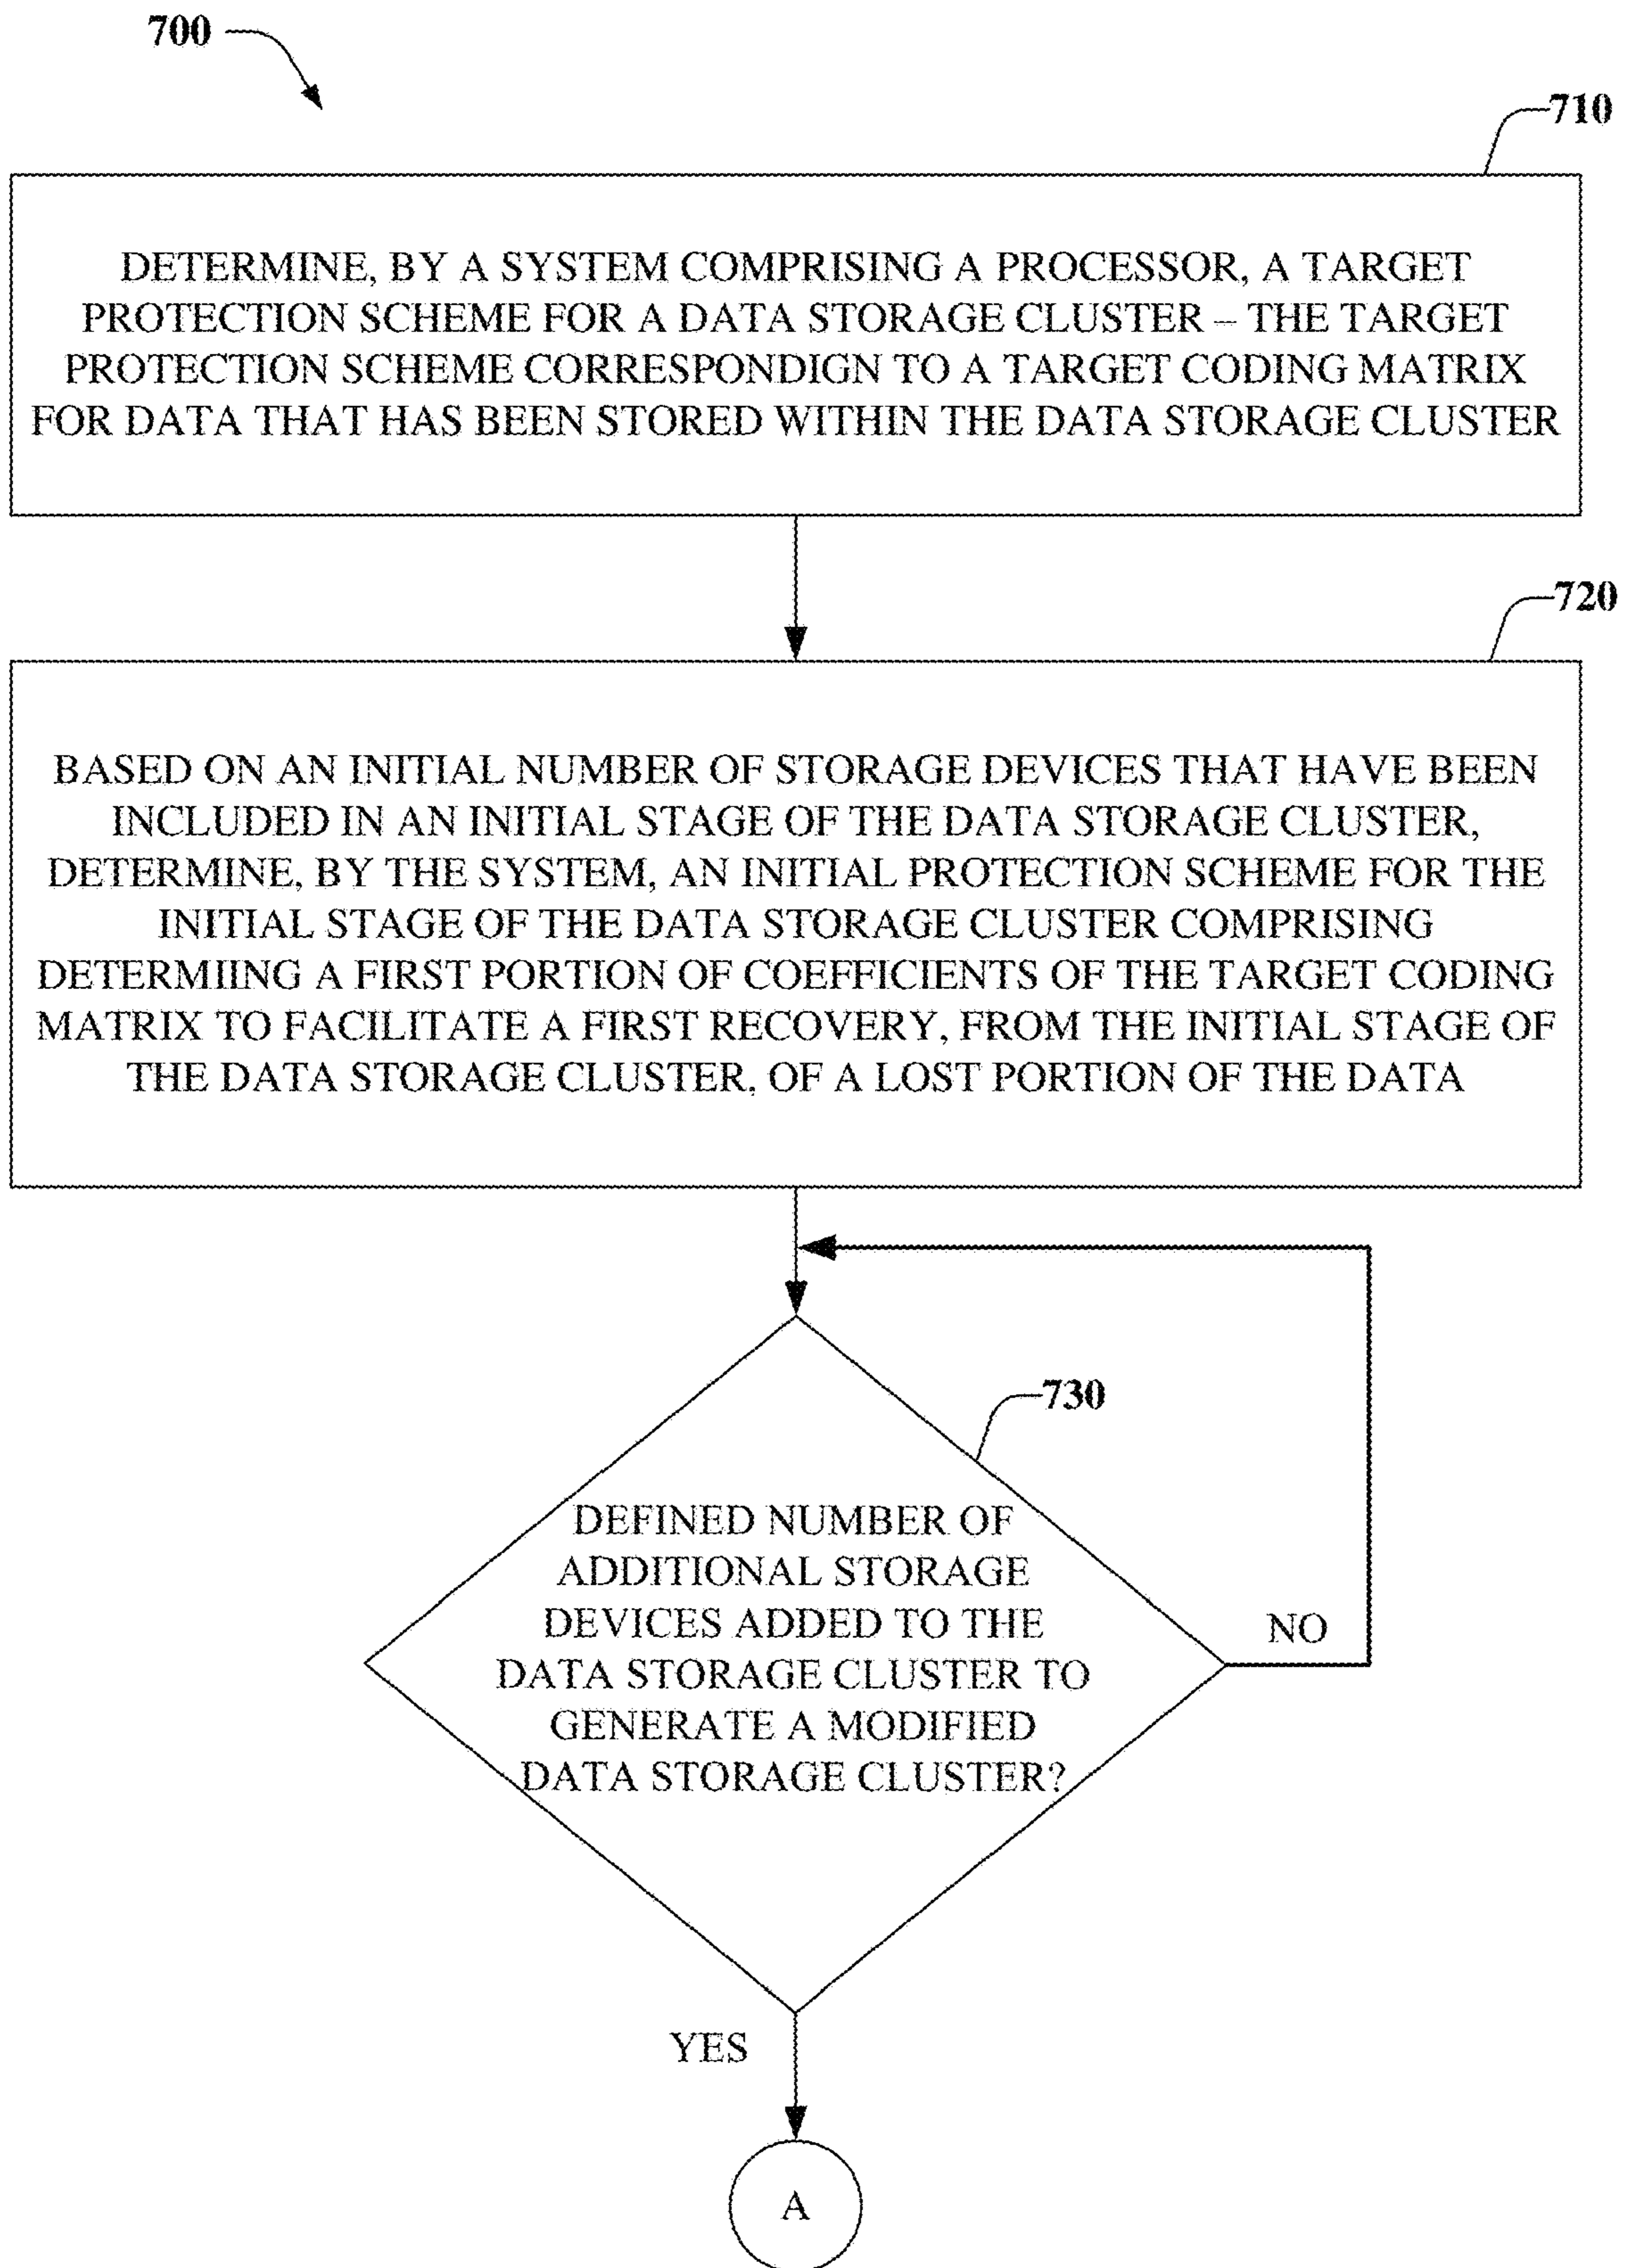 700
710
DETERMINE, BY A SYSTEM COMPRISING A PROCESSOR, A TARGET
PROTECTION SCHEME FOR A DATA STORAGE CLUSTER – THE TARGET
PROTECTION SCHEME CORRESPONDIGN TO A TARGET CODING MATRIX
FOR DATA THAT HAS BEEN STORED WITHIN THE DATA STORAGE CLUSTER
720
BASED ON AN INITIAL NUMBER OF STORAGE DEVICES THAT HAVE BEEN
INCLUDED IN AN INITIAL STAGE OF THE DATA STORAGE CLUSTER,
DETERMINE, BY THE SYSTEM, AN INITIAL PROTECTION SCHEME FOR THE
INITIAL STAGE OF THE DATA STORAGE CLUSTER COMPRISING
DETERMIING A FIRST PORTION OF COEFFICIENTS OF THE TARGET CODING
MATRIX TO FACILITATE A FIRST RECOVERY, FROM THE INITIAL STAGE OF
THE DATA STORAGE CLUSTER, OF A LOST PORTION OF THE DATA
730
DEFINED NUMBER OF
ADDITIONAL STORAGE
DEVICES ADDED TO THE
DATA STORAGE CLUSTER TO
GENERATE A MODIFIED
DATA STORAGE CLUSTER?
NO
YES
A